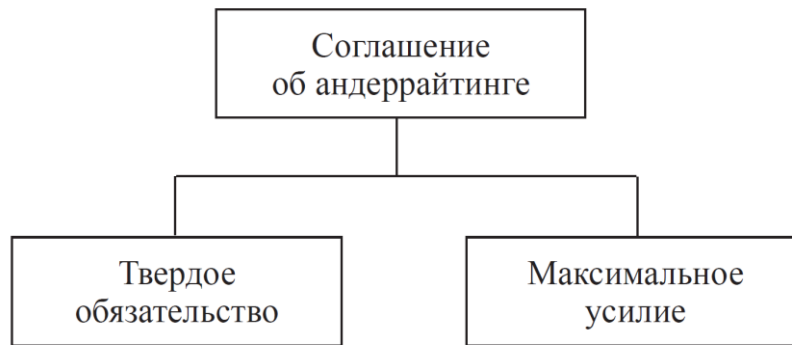 Соглашение
об андеррайтинге
Твердое
обязательство
Максимальное
усилие